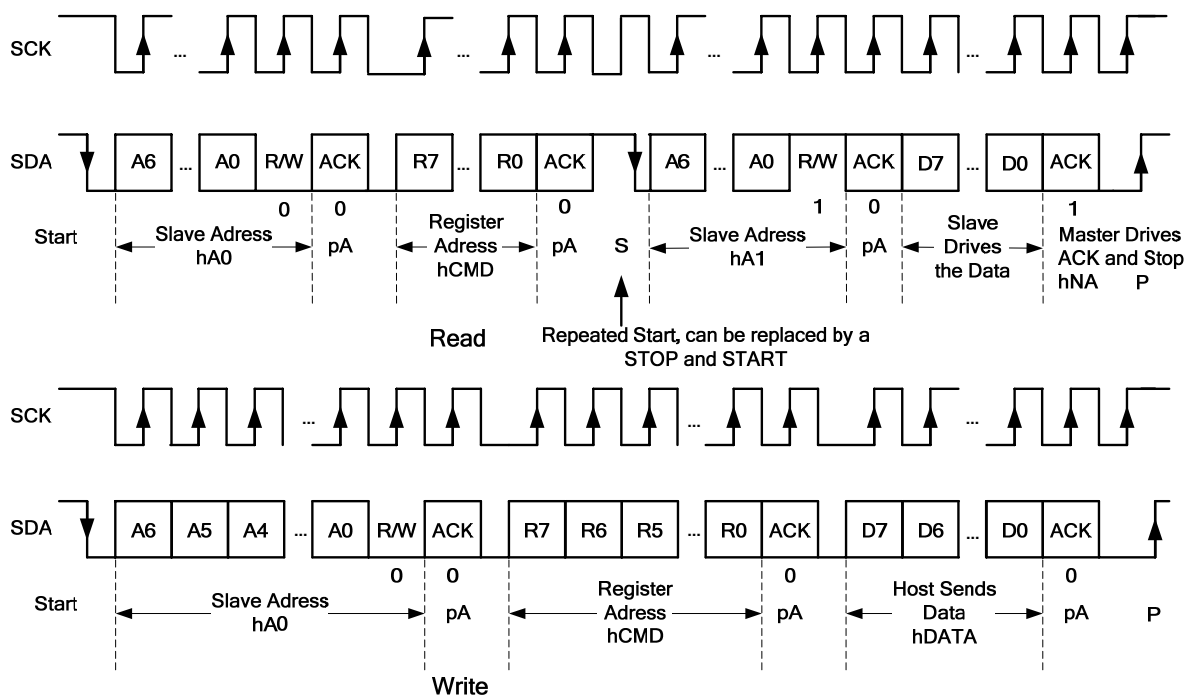 SCK ... ... ... ...
SDA A6 ... A0 R/W ACK R7 ... R0 ACK A6 ... A0 R/W ACK D7 ... D0 ACK
0 0 0 1 0 1
Start Slave Adress hA0 pA Register Adress hCMD pA S Slave Adress hA1 pA Slave Drives the Data Master Drives ACK and Stop hNA P
Read
Repeated Start, can be replaced by a
STOP and START
SCK ... ... ...
SDA A6 A5 A4 ... A0 R/W ACK R7 R6 R5 ... R0 ACK D7 D6 ... D0 ACK
0 0 0 0
Start Slave Adress hA0 pA Register Adress hCMD pA Host Sends Data hDATA pA P
Write